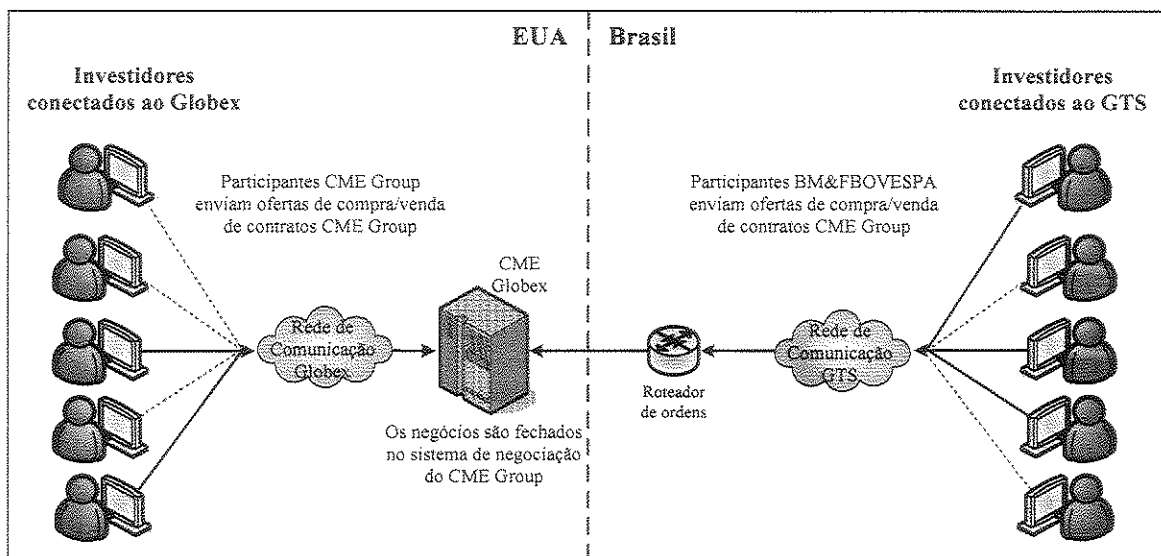 EUA
Brasil
Investidores
conectados ao Globex
Investidores
conectados ao GTS
Participantes CME Group
enviam ofertas de compra/venda
de contratos CME Group
Participantes BM&FBOVESPA
enviam ofertas de compra/venda
de contratos CME Group
CME
Globex
Rede de
Comunicação
Globex
Roteador
de ordens
Rede de
Comunicação
GTS
Os negócios são fechados
no sistema de negociação
do CME Group